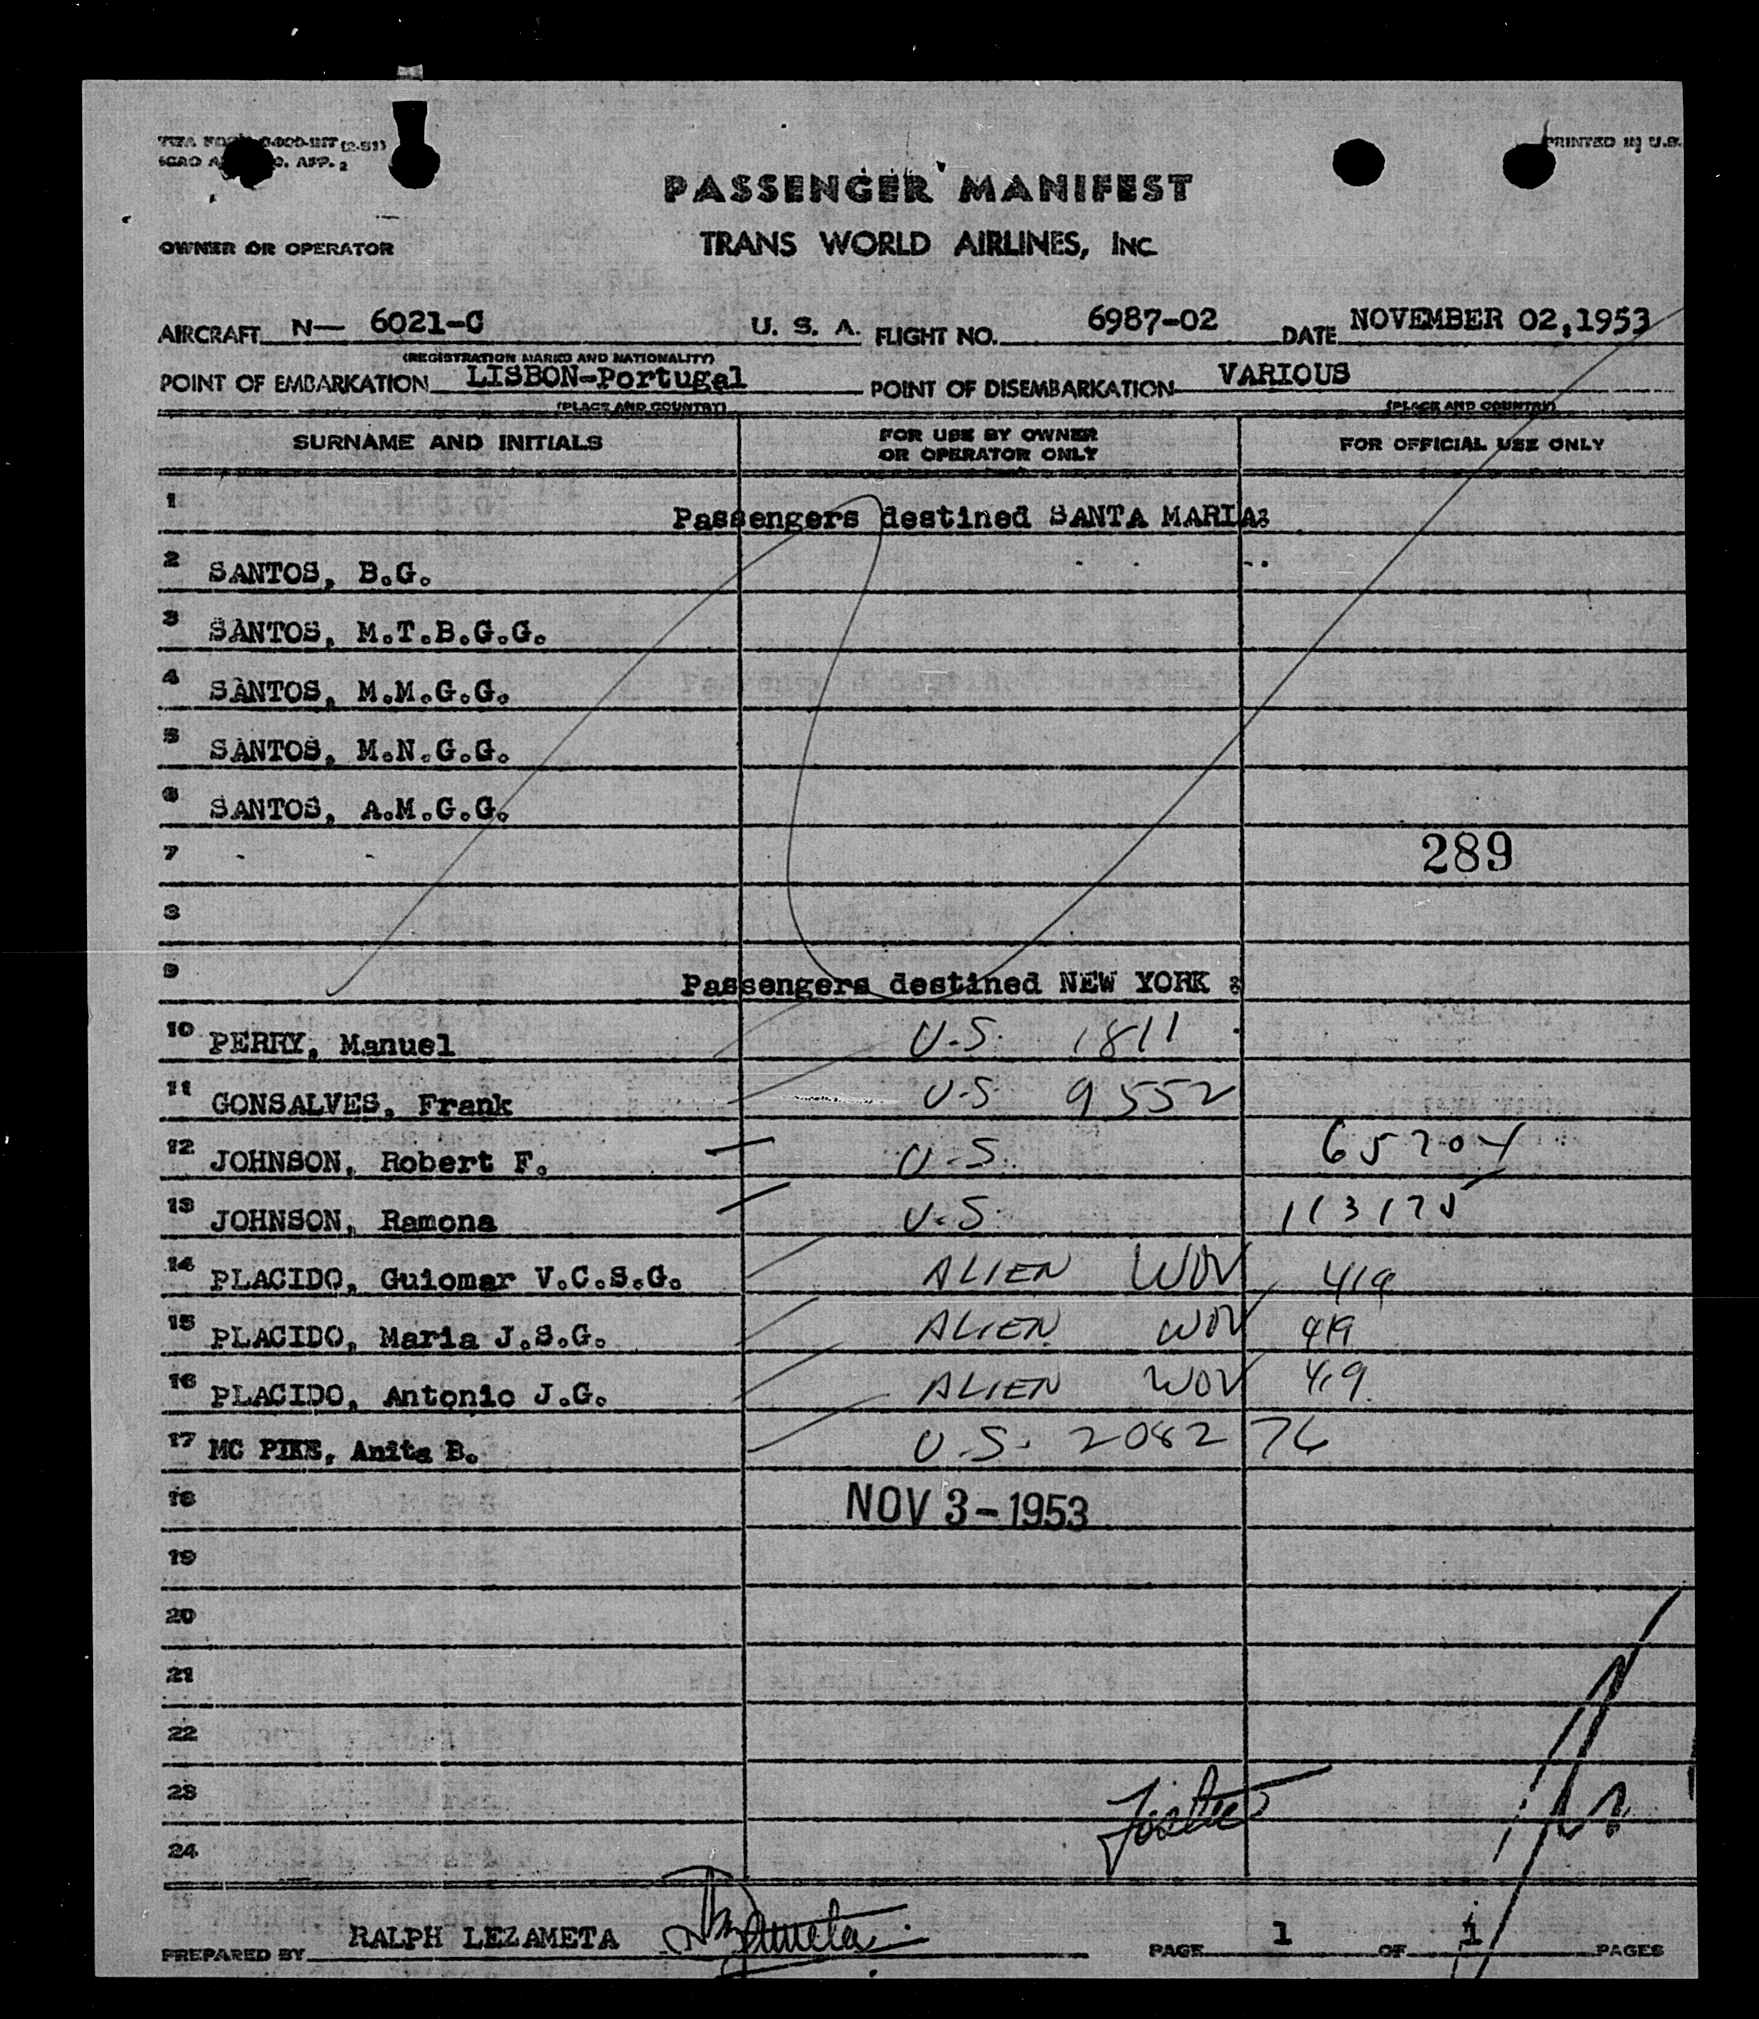 PRINTED IN U.S.
APP. 2
PASSENGER MANIFEST
OWNER OR OPERATOR
TRANS WORLD AIRLINES, INC
AIRCRAFT N— 6021-C U. S. A. FLIGHT NO. 6987-02 DATE NOVEMBER 02,1953
(REGISTRATION MARKS AND NATIONALITY)
POINT OF EMBARKATION LISBON-Portugal POINT OF DISEMBARKATION VARIOUS
(PLACE AND COUNTRY) (PLACE AND COUNTRY)
SURNAME AND INITIALS FOR USE BY OWNER OR OPERATOR ONLY FOR OFFICIAL USE ONLY
1 Passengers destined SANTA MARIA:
2 SANTOS, B.G.
3 SANTOS, M.T.B.G.G.
4 SANTOS, M.M.G.G.
5 SANTOS, M.N.G.G.
6 SANTOS, A.M.G.G.
7 289
8
9 Passengers destined NEW YORK :
10 PERRY, Manuel U.S. 1811
11 GONSALVES, Frank U.S 9552
12 JOHNSON, Robert F. U.S. 65704
13 JOHNSON, Ramona U.S. 113175
14 PLACIDO, Guiomar V.C.S.G. ALIEN WOV 419
15 PLACIDO, Maria J.S.G. ALIEN WOV 419
16 PLACIDO, Antonio J.G. ALIEN WOV 419
17 MC PIKE, Anita B. U.S. 208276
18 NOV 3-1953
19
20
21
22
23
24
PREPARED BY RALPH LEZAMETA PAGE 1 OF 1 PAGES